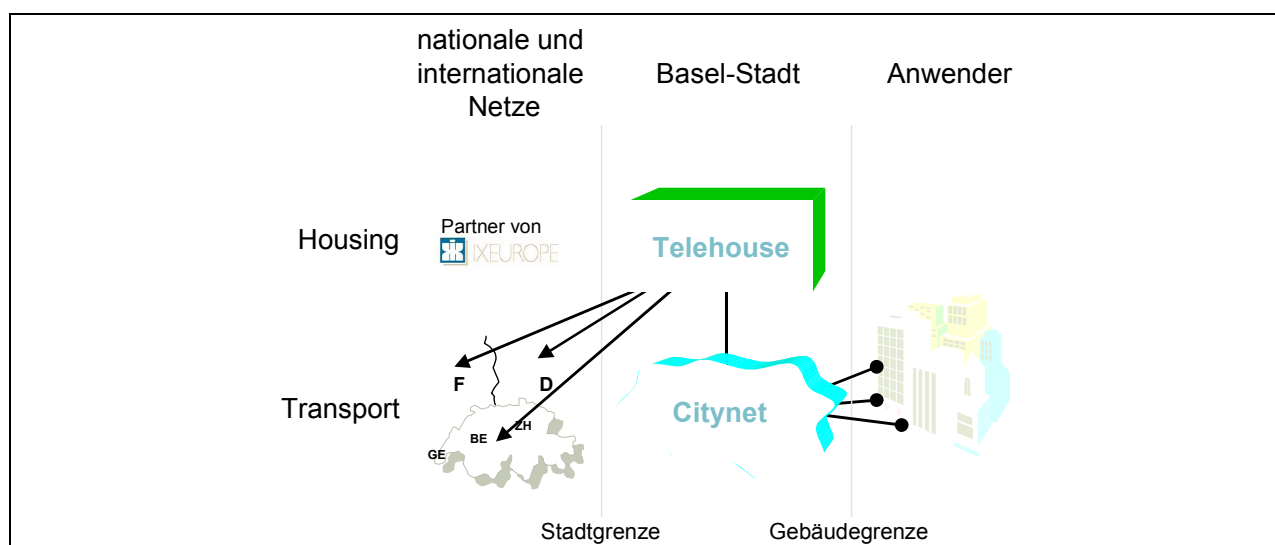 nationale und
internationale
Netze
Basel-Stadt
Anwender
Housing
Partner von
IXEUROPE
Telehouse
F
D
Transport
Citynet
ZH
BE
GE
Stadtgrenze
Gebäudegrenze